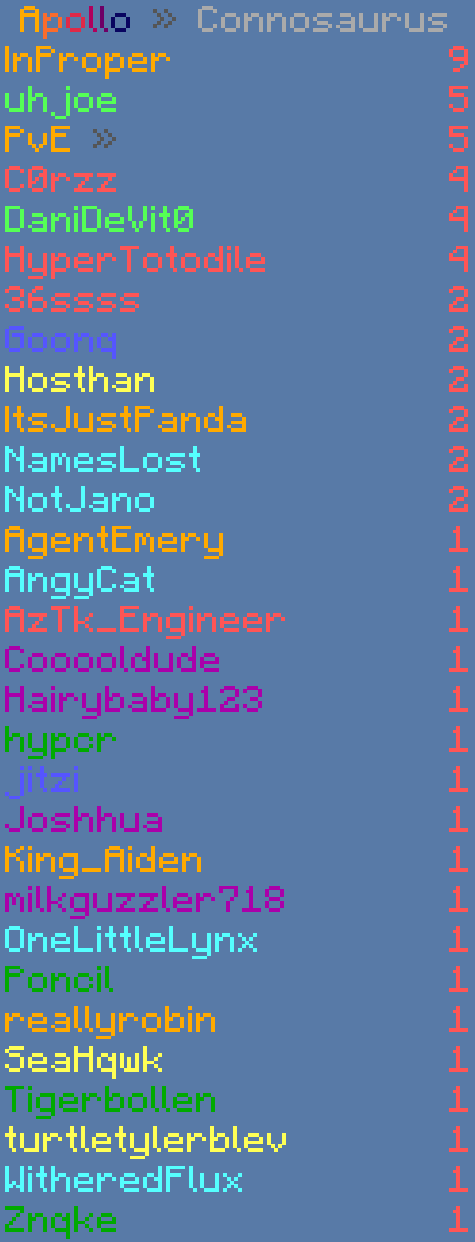 Apollo » Connosaurus
InProper 9
uh_joe 5
PvE » 5
C0rzz 4
DaniDeVit0 4
HyperTotodile 4
36ssss 2
Goonq 2
Hosthan 2
ItsJustPanda 2
NamesLost 2
NotJano 2
AgentEmery 1
AngyCat 1
AzTk_Engineer 1
Cooooldude 1
Hairybaby123 1
hypcr 1
jitzi 1
Joshhua 1
King_Aiden 1
milkguzzler718 1
OneLittleLynx 1
Poncil 1
reallyrobin 1
SeaHqwk 1
Tigerbollen 1
turtletylerblev 1
WitheredFlux 1
Znqke 1